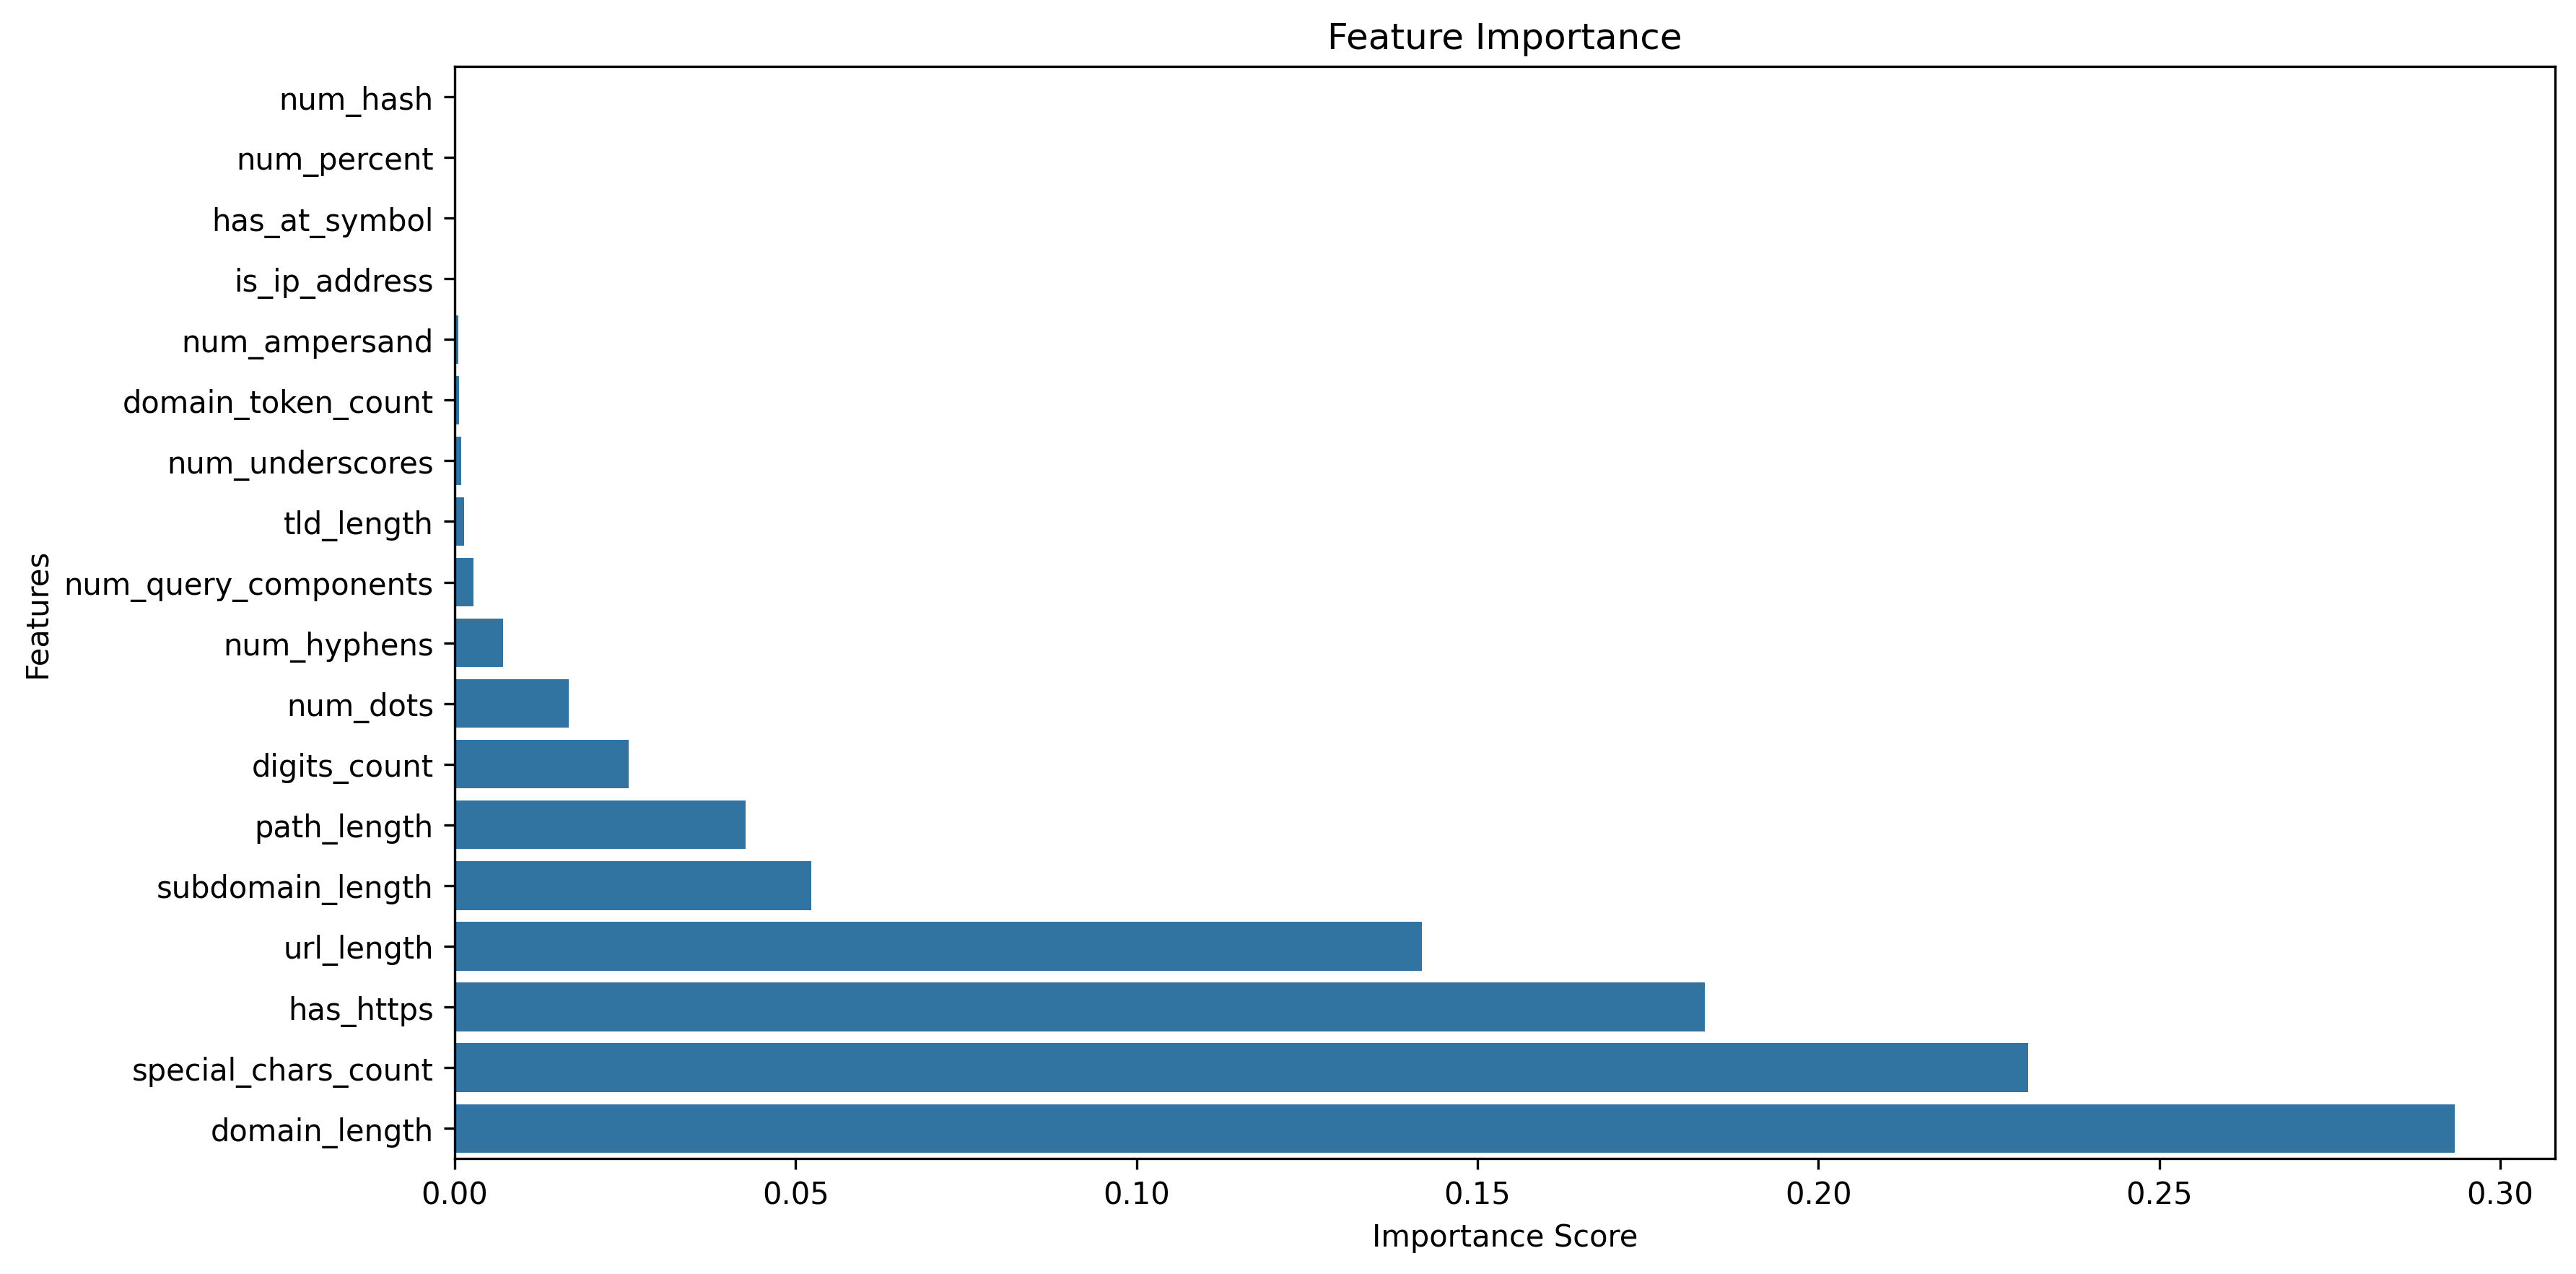 Feature Importance
num_hash
num_percent
has_at_symbol
is_ip_address
num_ampersand
domain_token_count
num_underscores
tld_length
num_query_components
num_hyphens
num_dots
digits_count
path_length
subdomain_length
url_length
has_https
special_chars_count
domain_length
Features
0.00 0.05 0.10 0.15 0.20 0.25 0.30
Importance Score